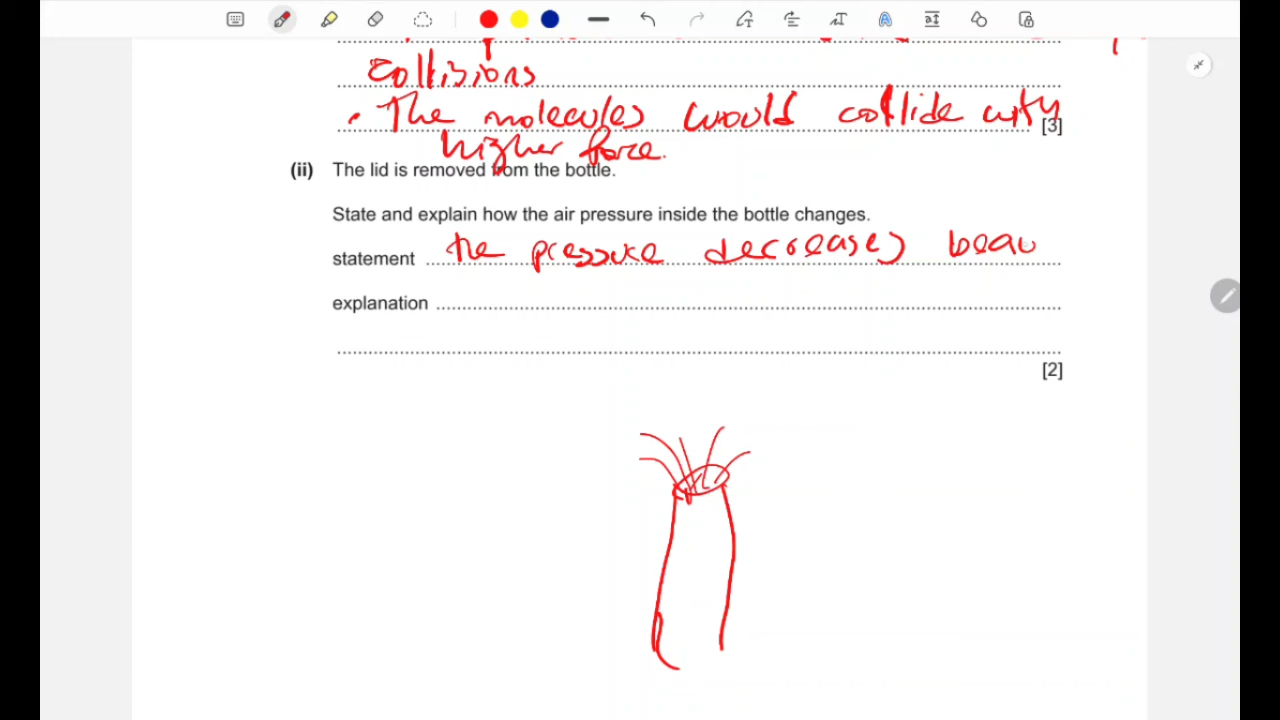 collisions
• The molecules would collide with
[3]
higher force.
(ii) The lid is removed from the bottle.
State and explain how the air pressure inside the bottle changes.
statement the pressure decreases beau
explanation
[2]